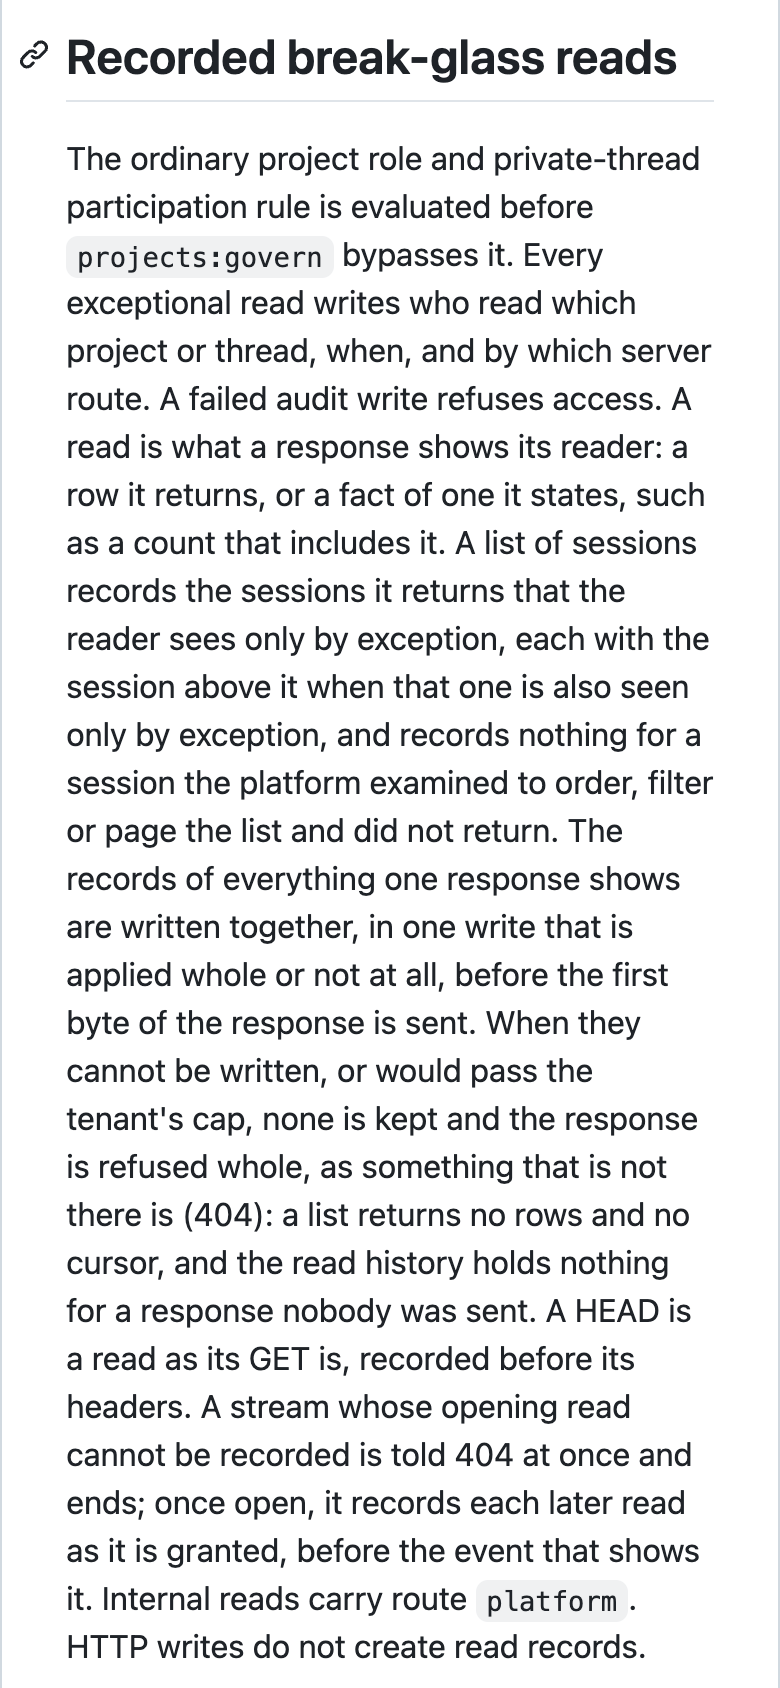 Recorded break-glass reads
The ordinary project role and private-thread
participation rule is evaluated before
projects:govern bypasses it. Every
exceptional read writes who read which
project or thread, when, and by which server
route. A failed audit write refuses access. A
read is what a response shows its reader: a
row it returns, or a fact of one it states, such
as a count that includes it. A list of sessions
records the sessions it returns that the
reader sees only by exception, each with the
session above it when that one is also seen
only by exception, and records nothing for a
session the platform examined to order, filter
or page the list and did not return. The
records of everything one response shows
are written together, in one write that is
applied whole or not at all, before the first
byte of the response is sent. When they
cannot be written, or would pass the
tenant's cap, none is kept and the response
is refused whole, as something that is not
there is (404): a list returns no rows and no
cursor, and the read history holds nothing
for a response nobody was sent. A HEAD is
a read as its GET is, recorded before its
headers. A stream whose opening read
cannot be recorded is told 404 at once and
ends; once open, it records each later read
as it is granted, before the event that shows
it. Internal reads carry route platform.
HTTP writes do not create read records.